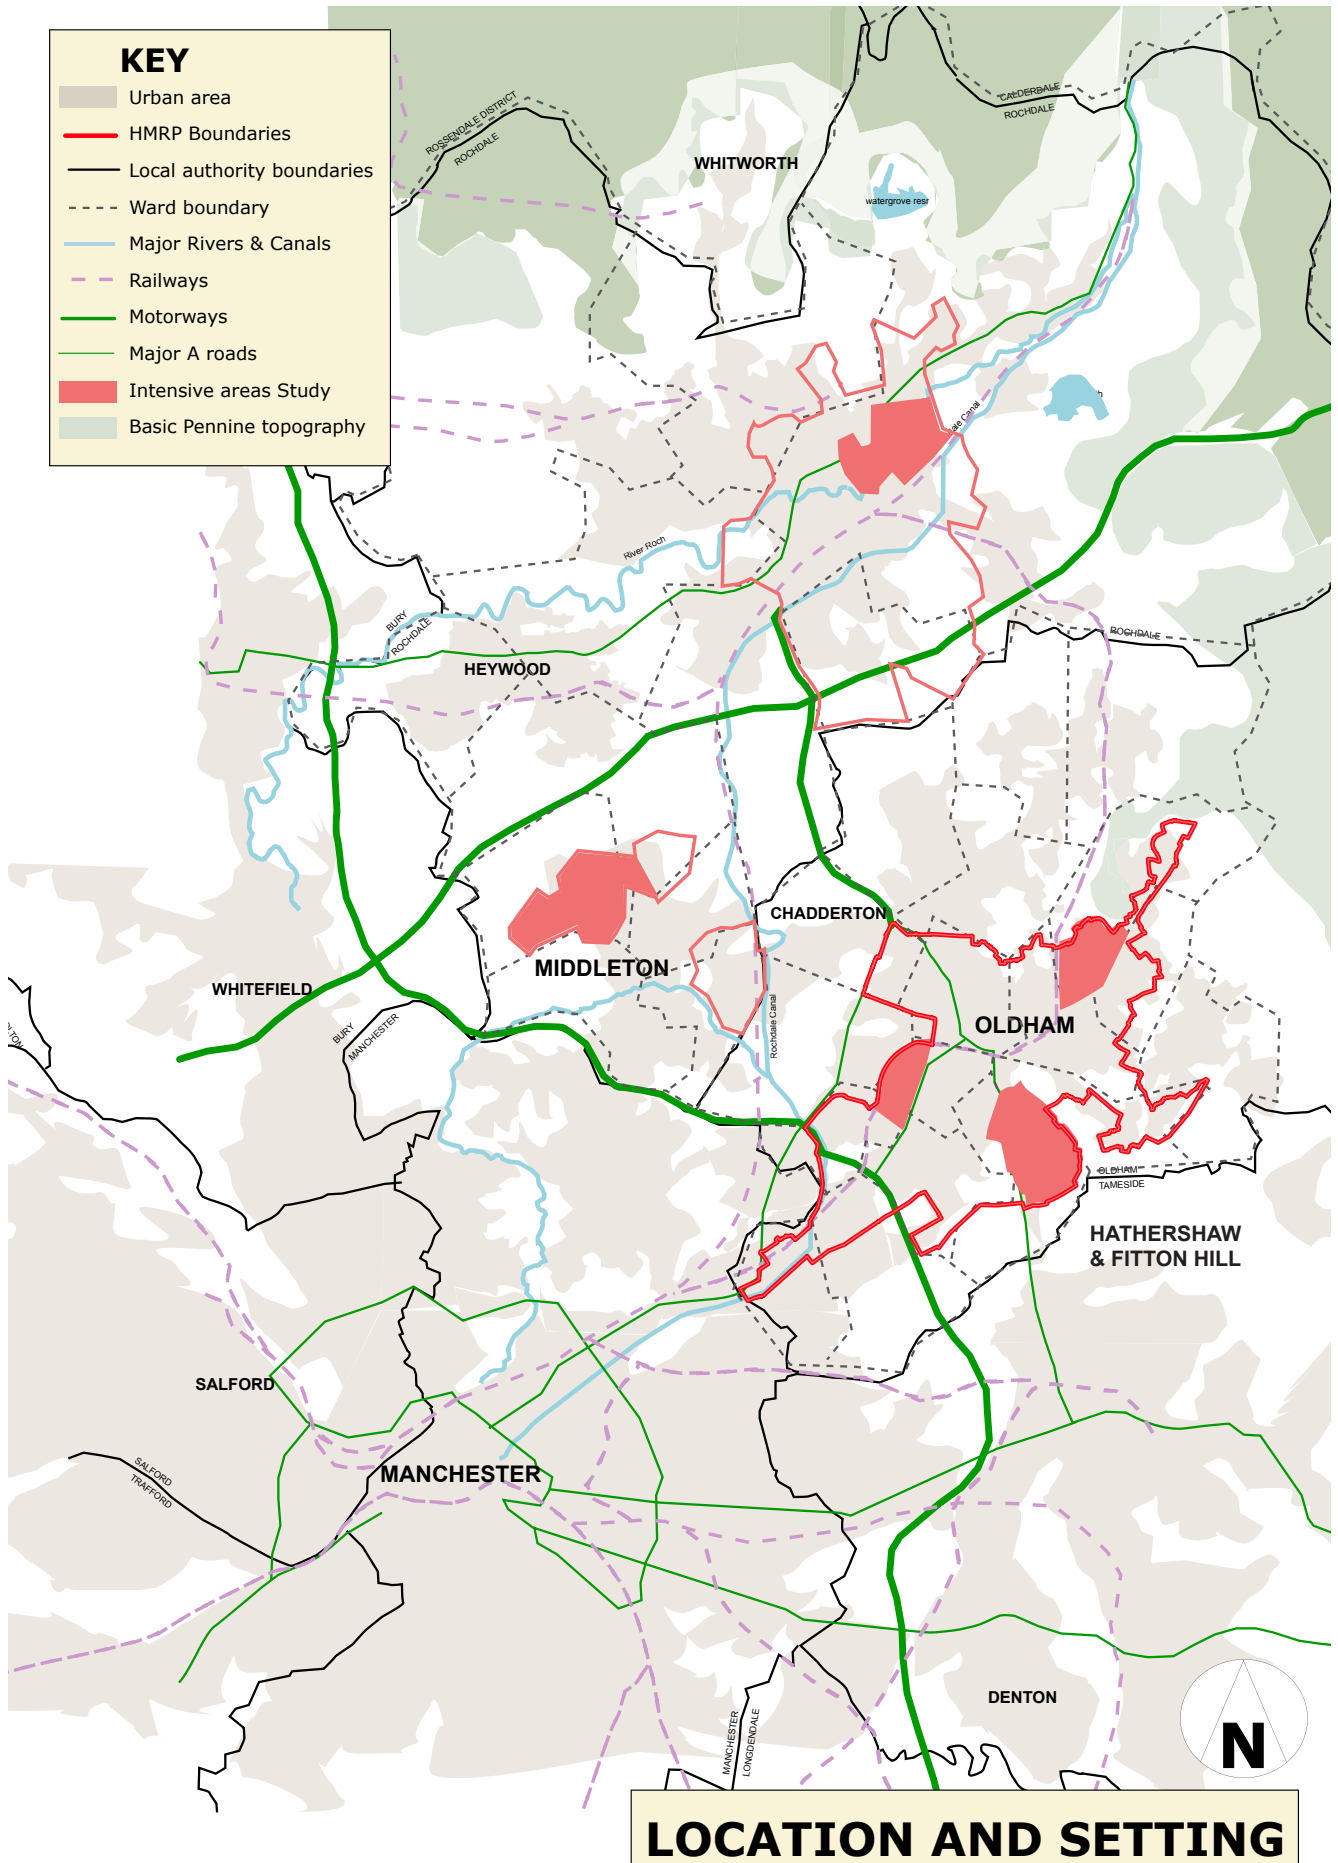 KEY
Urban area
HMRP Boundaries
Local authority boundaries
Ward boundary
Major Rivers & Canals
Railways
Motorways
Major A roads
Intensive areas Study
Basic Pennine topography
ROSSENDALE DISTRICT
ROCHDALE
CALDERDALE
ROCHDALE
WHITWORTH
watergrove resr
ale Canal
River Roch
BURY
ROCHDALE
ROCHDALE
HEYWOOD
CHADDERTON
MIDDLETON
WHITEFIELD
OLDHAM
Rochdale Canal
BURY
MANCHESTER
OLTON
OLDHAM
TAMESIDE
HATHERSHAW
& FITTON HILL
SALFORD
MANCHESTER
SALFORD
TRAFFORD
DENTON
MANCHESTER
LONGDENDALE
N
LOCATION AND SETTING